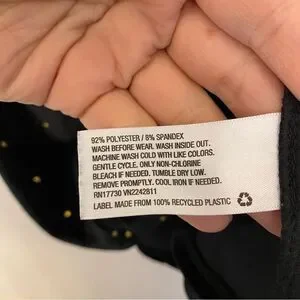 92% POLYESTER / 8% SPANDEX
WASH BEFORE WEAR. WASH INSIDE OUT.
MACHINE WASH COLD WITH LIKE COLORS.
GENTLE CYCLE. ONLY NON-CHLORINE
BLEACH IF NEEDED. TUMBLE DRY LOW.
REMOVE PROMPTLY. COOL IRON IF NEEDED.
RN17730 VN2242811
LABEL MADE FROM 100% RECYCLED PLASTIC